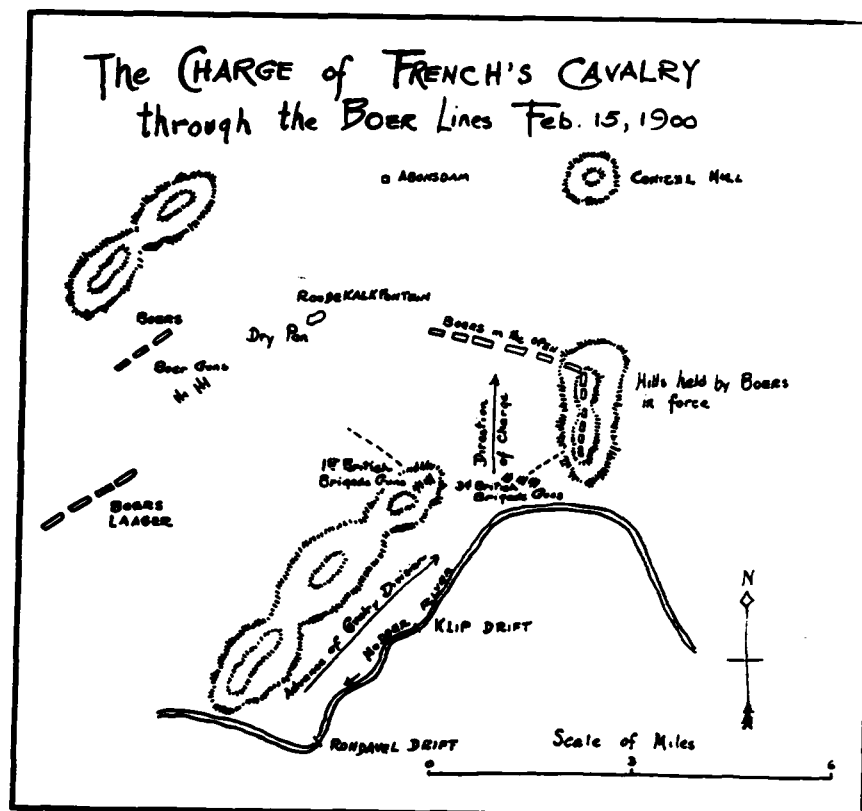 The CHARGE of FRENCH'S CAVALRY
through the BOER Lines Feb. 15, 1900
ABONSDAM
CONICAL HILL
ROODEKALKFONTEIN
Dry Pan
BOERS
BOER GUNS
BOERS IN the OPEN
Hills held by BOERS
in force
Direction
of Charge
1st British
Brigade Guns
3d British
Brigade Guns
BOERS
LAAGER
Advance of Cavalry Division
MODDER RIVER
KLIP DRIFT
RONDAVEL DRIFT
N
Scale of Miles
0 3 6